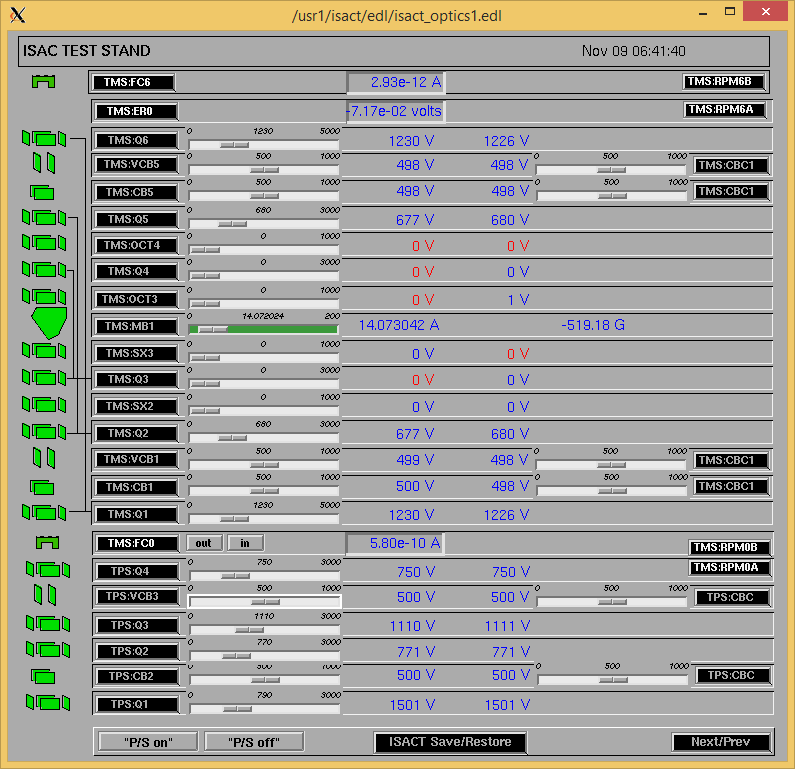 /usr1/isact/edl/isact_optics1.edl
ISAC TEST STAND Nov 09 06:41:40
TMS:FC6 2.93e-12 A TMS:RPM6B
TMS:ER0 -7.17e-02 volts TMS:RPM6A
TMS:Q6 0 1230 5000 1230 V 1226 V
TMS:VCB5 0 500 1000 498 V 498 V 0 500 1000 TMS:CBC1
TMS:CB5 0 500 1000 498 V 498 V 0 500 1000 TMS:CBC1
TMS:Q5 0 680 3000 677 V 680 V
TMS:OCT4 0 0 1000 0 V 0 V
TMS:Q4 0 0 3000 0 V 0 V
TMS:OCT3 0 0 1000 0 V 1 V
TMS:MB1 0 14.072024 200 14.073042 A -519.18 G
TMS:SX3 0 0 1000 0 V 0 V
TMS:Q3 0 0 3000 0 V 0 V
TMS:SX2 0 0 1000 0 V 0 V
TMS:Q2 0 680 3000 677 V 680 V
TMS:VCB1 0 500 1000 499 V 498 V 0 500 1000 TMS:CBC1
TMS:CB1 0 500 1000 500 V 498 V 0 500 1000 TMS:CBC1
TMS:Q1 0 1230 5000 1230 V 1226 V
TMS:FC0 out in 5.80e-10 A TMS:RPM0B
TPS:Q4 0 750 3000 750 V 750 V TMS:RPM0A
TPS:VCB3 0 500 1000 500 V 500 V 0 500 1000 TPS:CBC
TPS:Q3 0 1110 3000 1110 V 1111 V
TPS:Q2 0 770 3000 771 V 771 V
TPS:CB2 0 500 1000 500 V 500 V 0 500 1000 TPS:CBC
TPS:Q1 0 790 3000 1501 V 1501 V
"P/S on" "P/S off" ISACT Save/Restore Next/Prev